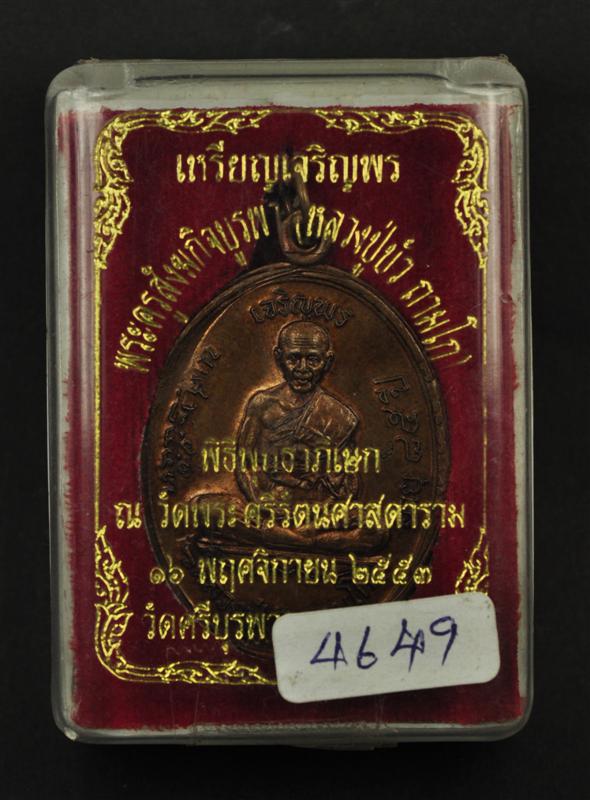 เหรียญเจริญพร
พระครูสังฆกิจบูรพา หลวงปู่บัว ถามโก
เจริญพร
พิธีพุทธาภิเษก
ณ วัดพระศรีรัตนศาสดาราม
๑๖ พฤศจิกายน ๒๕๕๓
วัดศรีบุรพา
4649